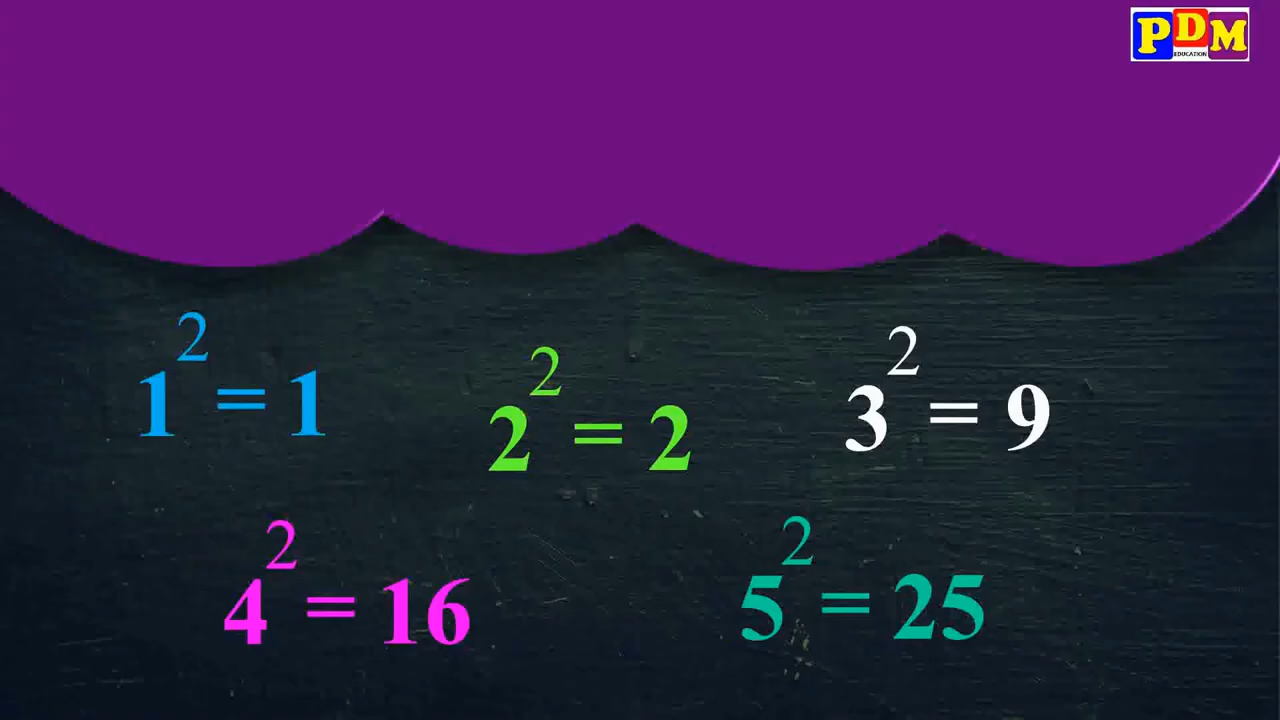 PDM
EDUCATION
1² = 1
2² = 2
3² = 9
4² = 16
5² = 25